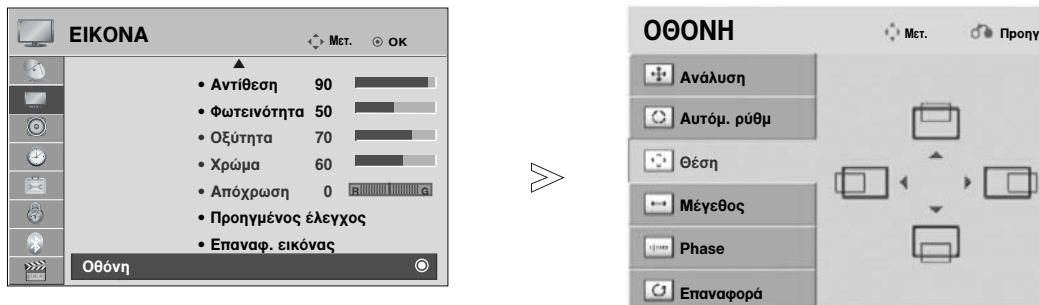 ΕΙΚΟΝΑ
Μετ. OK
• Αντίθεση 90
• Φωτεινότητα 50
• Οξύτητα 70
• Χρώμα 60
• Απόχρωση 0 R G
• Προηγμένος έλεγχος
• Επαναφ. εικόνας
Οθόνη
ΟΘΟΝΗ
Μετ. Προηγ
Ανάλυση
Αυτόμ. ρύθμ
Θέση
Μέγεθος
Phase
Επαναφορά